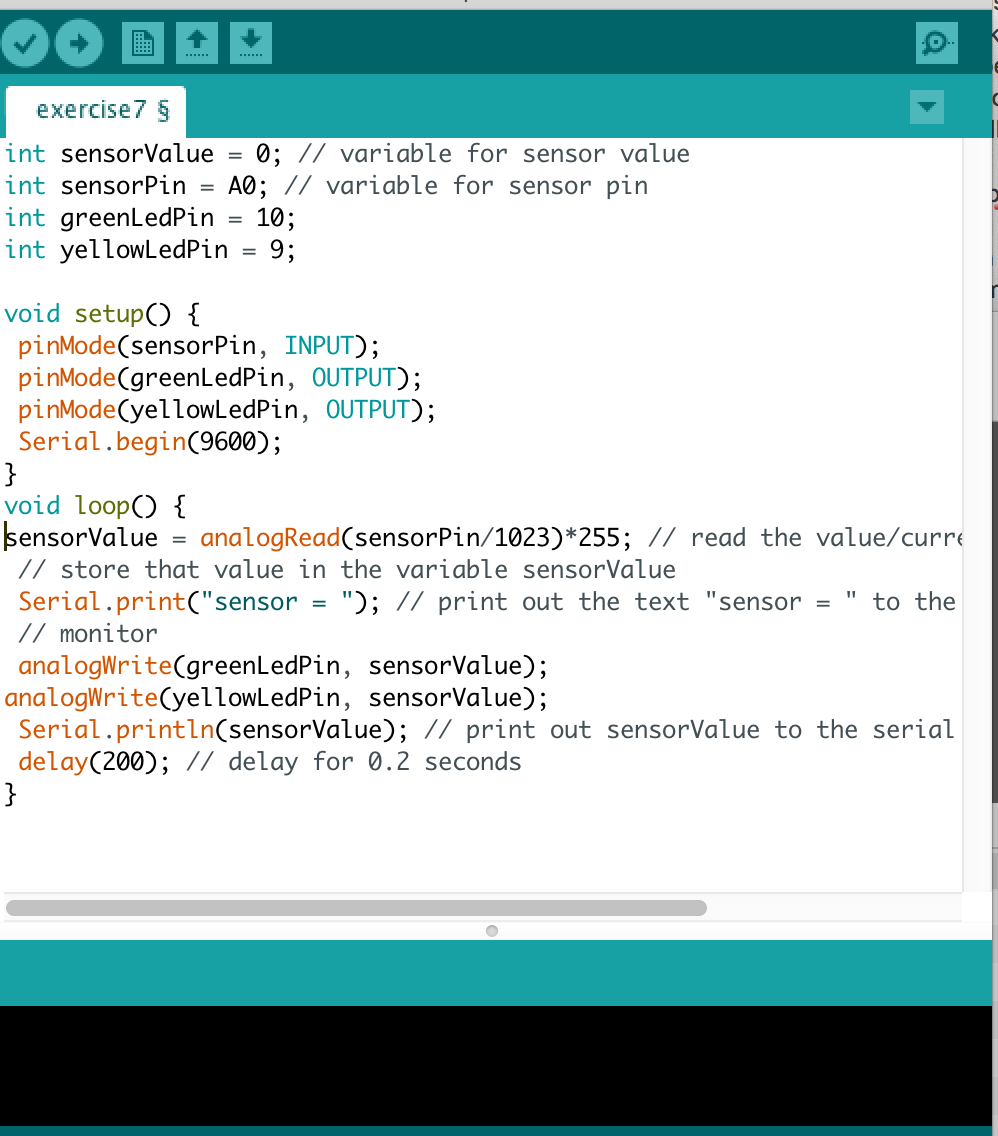 exercise7 §
int sensorValue = 0; // variable for sensor value
int sensorPin = A0; // variable for sensor pin
int greenLedPin = 10;
int yellowLedPin = 9;
void setup() {
pinMode(sensorPin, INPUT);
pinMode(greenLedPin, OUTPUT);
pinMode(yellowLedPin, OUTPUT);
Serial.begin(9600);
}
void loop() {
sensorValue = analogRead(sensorPin/1023)*255; // read the value/curre
// store that value in the variable sensorValue
Serial.print("sensor = "); // print out the text "sensor = " to the
// monitor
analogWrite(greenLedPin, sensorValue);
analogWrite(yellowLedPin, sensorValue);
Serial.println(sensorValue); // print out sensorValue to the serial
delay(200); // delay for 0.2 seconds
}